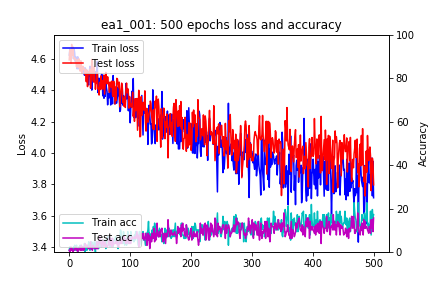 ea1_001: 500 epochs loss and accuracy
Train loss
Test loss
Train acc
Test acc
Loss
4.6
4.4
4.2
4.0
3.8
3.6
3.4
100
80
60
40
20
0
Accuracy
0
100
200
300
400
500